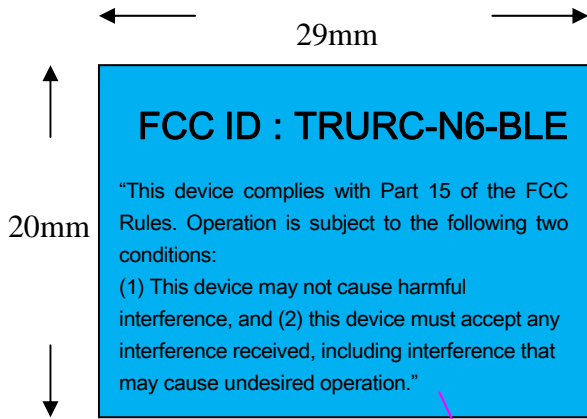 29mm
FCC ID : TRURC-N6-BLE
“This device complies with Part 15 of the FCC
Rules. Operation is subject to the following two
conditions:
(1) This device may not cause harmful
interference, and (2) this device must accept any
interference received, including interference that
may cause undesired operation.”
20mm